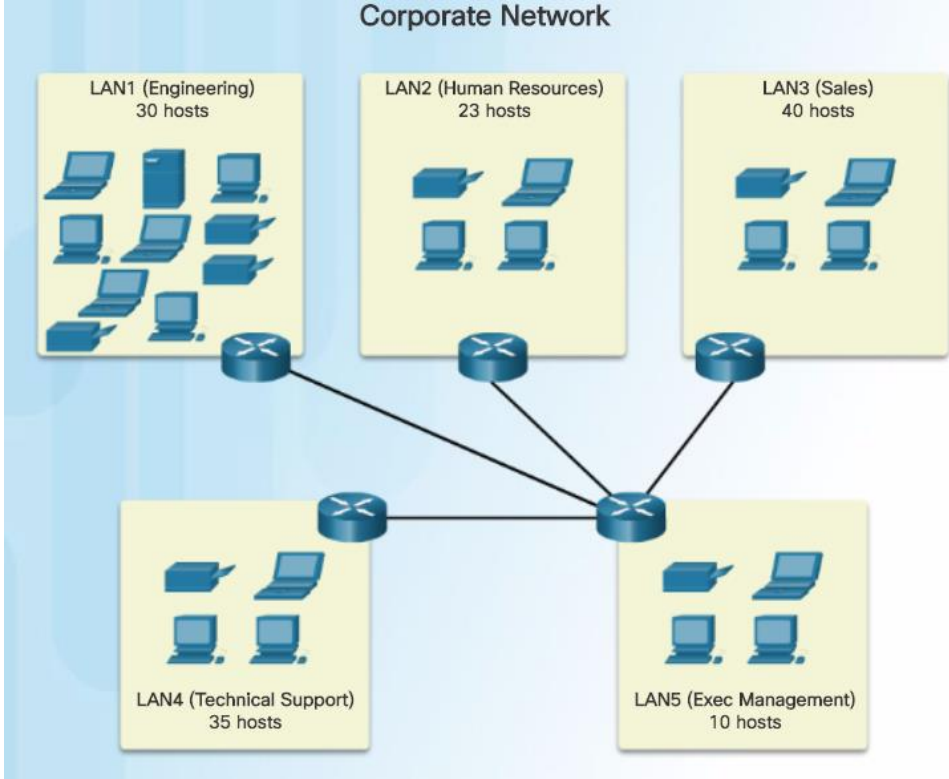 Corporate Network
LAN1 (Engineering)
30 hosts
LAN2 (Human Resources)
23 hosts
LAN3 (Sales)
40 hosts
LAN4 (Technical Support)
35 hosts
LAN5 (Exec Management)
10 hosts